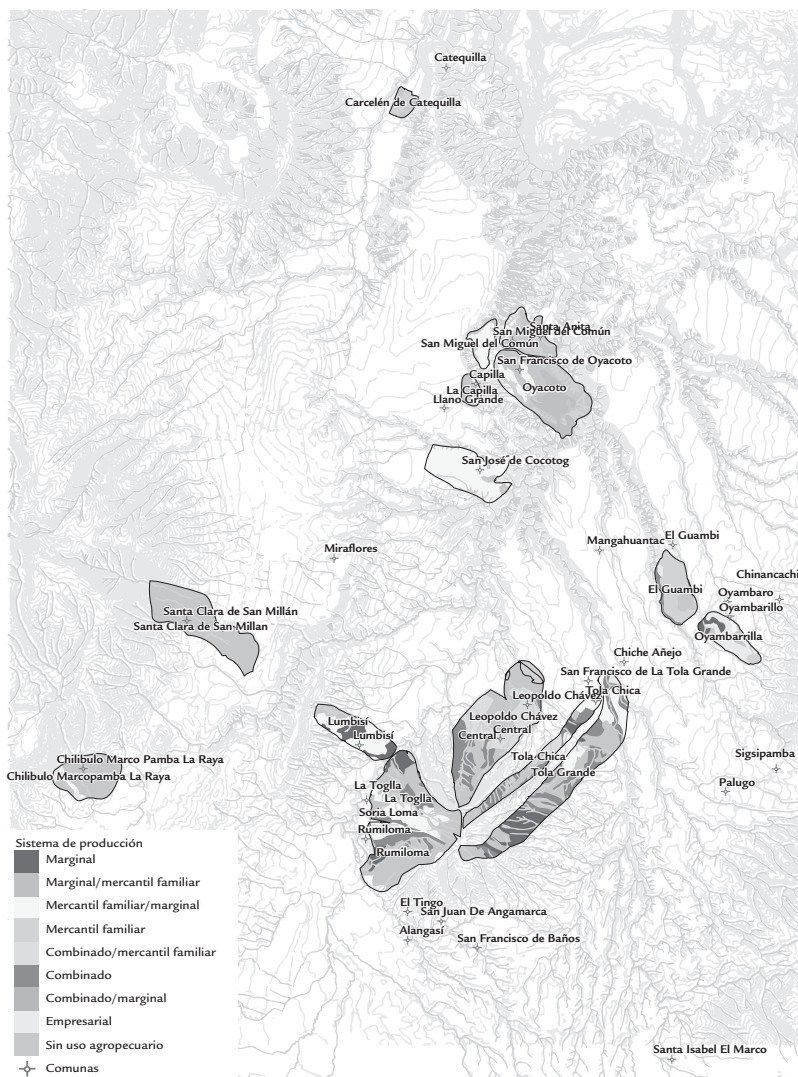 Catequilla
Carcelén de Catequilla
Santa Anita
San Miguel del Común
San Miguel del Común
San Francisco de Oyacoto
Capilla
Oyacoto
La Capilla
Llano Grande
San José de Cocotog
Mangahuantac
El Guambi
Miraflores
Chinancachi
El Guambi
Oyambaro
Oyambarillo
Santa Clara de San Millán
Santa Clara de San Millan
Oyambarrilla
Chiche Añejo
San Francisco de La Tola Grande
Leopoldo Chávez
Tola Chica
Lumbisí
Leopoldo Chávez
Central
Central
Lumbisí
Chilibulo Marco Pamba La Raya
Tola Chica
Sigsipamba
Chilibulo Marcopamba La Raya
Tola Grande
La Toglla
Palugo
La Toglla
Soria Loma
Rumiloma
Rumiloma
El Tingo
San Juan De Angamarca
Alangasí
San Francisco de Baños
Santa Isabel El Marco
Sistema de producción
Marginal
Marginal/mercantil familiar
Mercantil familiar/marginal
Mercantil familiar
Combinado/mercantil familiar
Combinado
Combinado/marginal
Empresarial
Sin uso agropecuario
Comunas